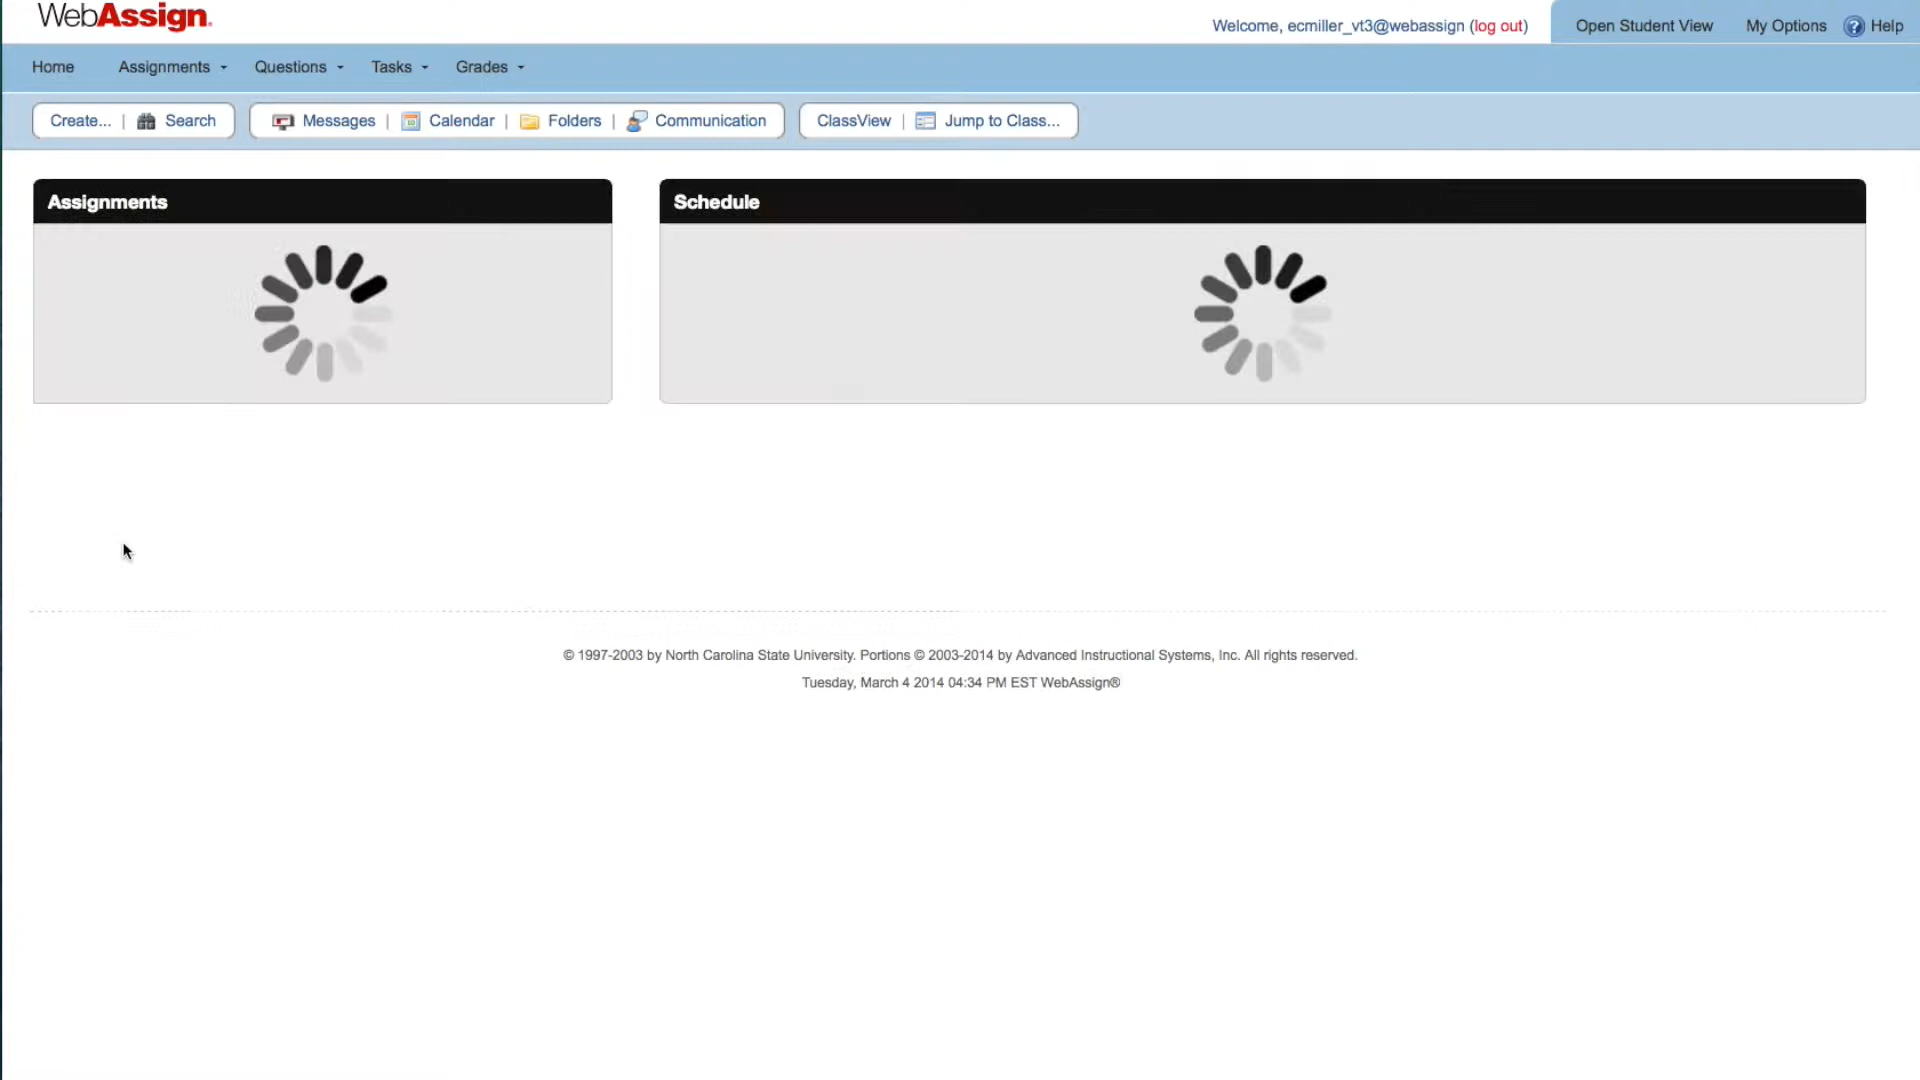 WebAssign.
Welcome, ecmiller_vt3@webassign (log out)
Open Student View
My Options
Help
Home
Assignments
Questions
Tasks
Grades
Create... | Search
Messages | Calendar | Folders | Communication
ClassView | Jump to Class...
Assignments
Schedule
© 1997-2003 by North Carolina State University. Portions © 2003-2014 by Advanced Instructional Systems, Inc. All rights reserved.
Tuesday, March 4 2014 04:34 PM EST WebAssign®